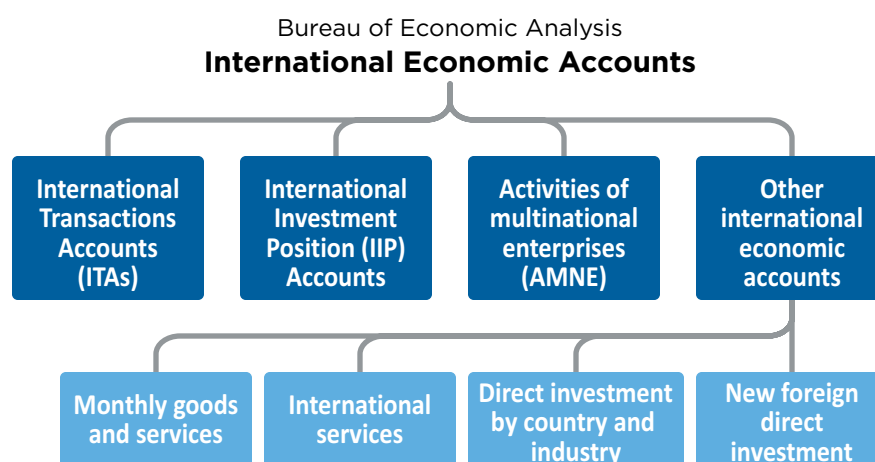 Bureau of Economic Analysis
International Economic Accounts
International
Transactions
Accounts
(ITAs)
International
Investment
Position (IIP)
Accounts
Activities of
multinational
enterprises
(AMNE)
Other
international
economic
accounts
Monthly goods
and services
International
services
Direct investment
by country and
industry
New foreign
direct
investment